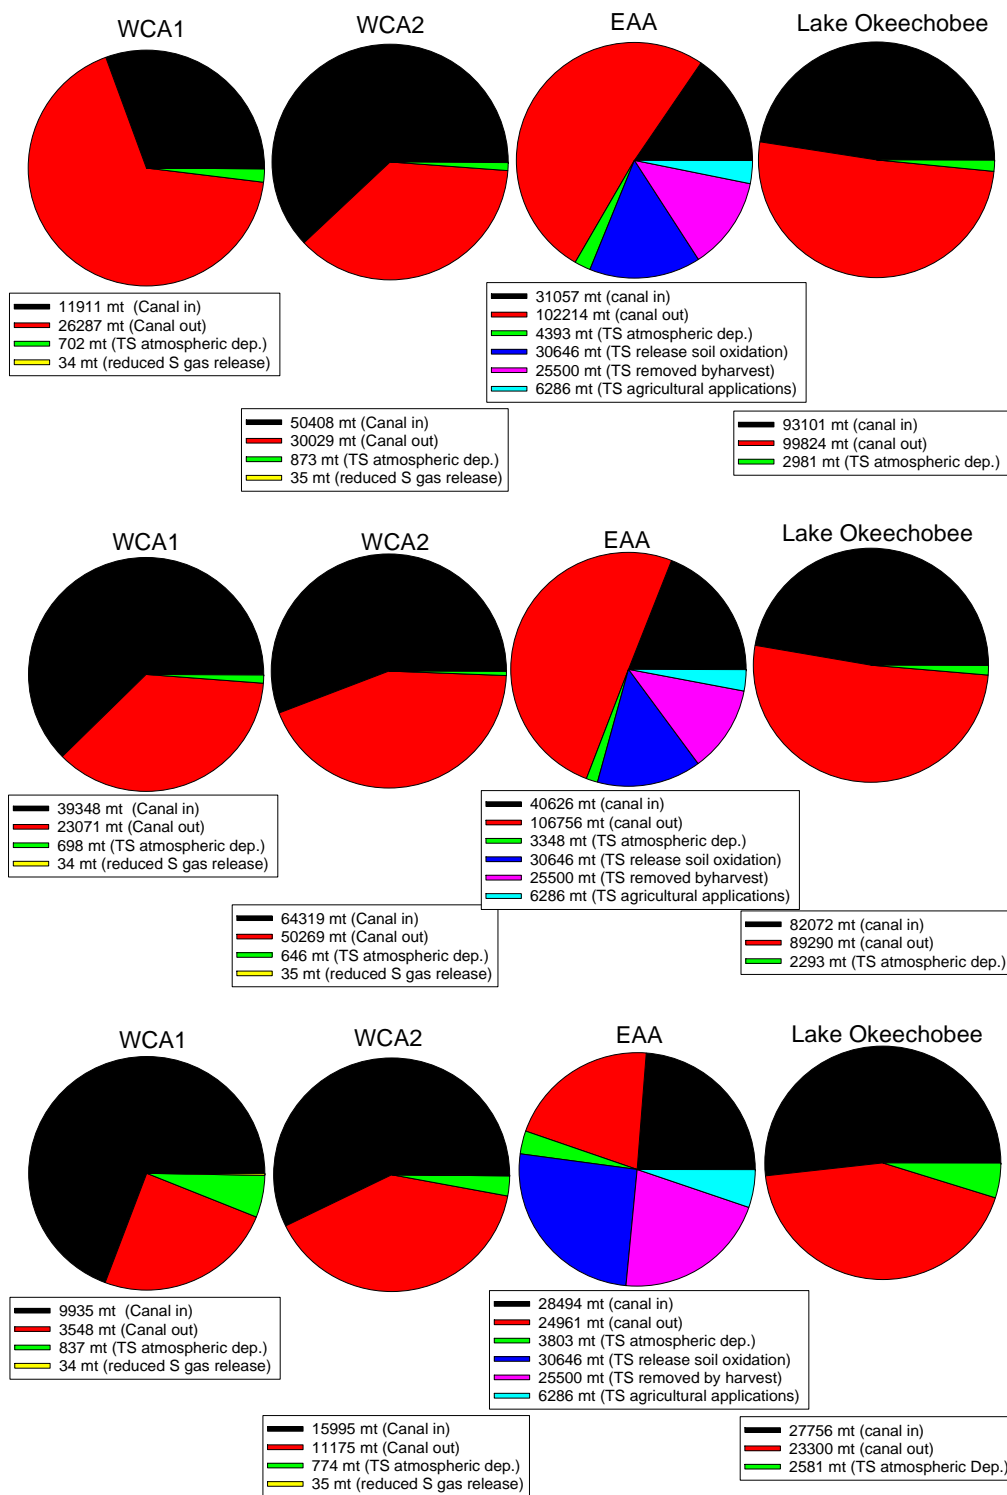 WCA1
WCA2
EAA
Lake Okeechobee
11911 mt  (Canal in)
26287 mt (Canal out)
702 mt (TS atmospheric dep.)
34 mt (reduced S gas release)
50408 mt (Canal in)
30029 mt (Canal out)
873 mt (TS atmospheric dep.)
35 mt (reduced S gas release)
31057 mt (canal in)
102214 mt (canal out)
4393 mt (TS atmospheric dep.)
30646 mt (TS release soil oxidation)
25500 mt (TS removed byharvest)
6286 mt (TS agricultural applications)
93101 mt (canal in)
99824 mt (canal out)
2981 mt (TS atmospheric dep.)
WCA1
WCA2
EAA
Lake Okeechobee
39348 mt  (Canal in)
23071 mt (Canal out)
698 mt (TS atmospheric dep.)
34 mt (reduced S gas release)
64319 mt (Canal in)
50269 mt (Canal out)
646 mt (TS atmospheric dep.)
35 mt (reduced S gas release)
40626 mt (canal in)
106756 mt (canal out)
3348 mt (TS atmospheric dep.)
30646 mt (TS release soil oxidation)
25500 mt (TS removed byharvest)
6286 mt (TS agricultural applications)
82072 mt (canal in)
89290 mt (canal out)
2293 mt (TS atmospheric dep.)
WCA1
WCA2
EAA
Lake Okeechobee
9935 mt  (Canal in)
3548 mt (Canal out)
837 mt (TS atmospheric dep.)
34 mt (reduced S gas release)
15995 mt (Canal in)
11175 mt (Canal out)
774 mt (TS atmospheric dep.)
35 mt (reduced S gas release)
28494 mt (canal in)
24961 mt (canal out)
3803 mt (TS atmospheric dep.)
30646 mt (TS release soil oxidation)
25500 mt (TS removed by harvest)
6286 mt (TS agricultural applications)
27756 mt (canal in)
23300 mt (canal out)
2581 mt (TS atmospheric Dep.)